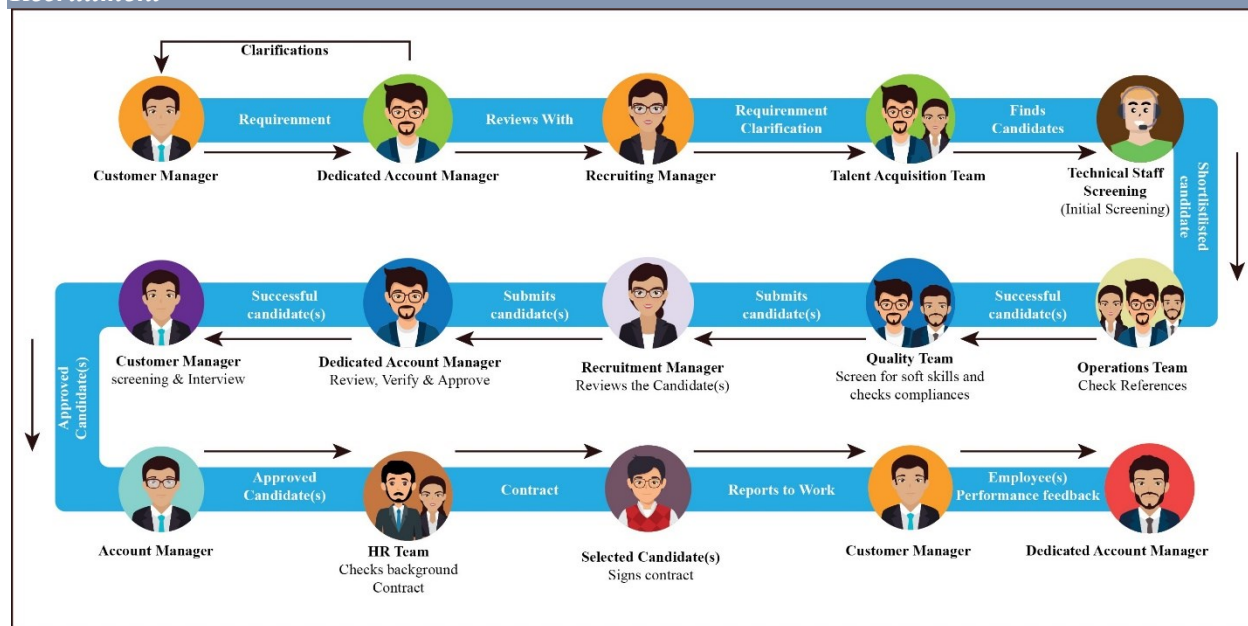 Recruitment
Clarifications
Requirenment
Reviews With
Requirenment
Clarification
Finds
Candidates
Customer Manager
Dedicated Account Manager
Recruiting Manager
Talent Acquisition Team
Technical Staff
Screening
(Initial Screening)
Shortlistlisted
candidate
Successful
candidate(s)
Submits
candidate(s)
Submits
candidate(s)
Successful
candidate(s)
Customer Manager
screening & Interview
Dedicated Account Manager
Review, Verify & Approve
Recruitment Manager
Reviews the Candidate(s)
Quality Team
Screen for soft skills and
checks compliances
Operations Team
Check References
Approved
Candidate(s)
Approved
Candidate(s)
Contract
Reports to Work
Employee(s)
Performance feedback
Account Manager
HR Team
Checks background
Contract
Selected Candidate(s)
Signs contract
Customer Manager
Dedicated Account Manager